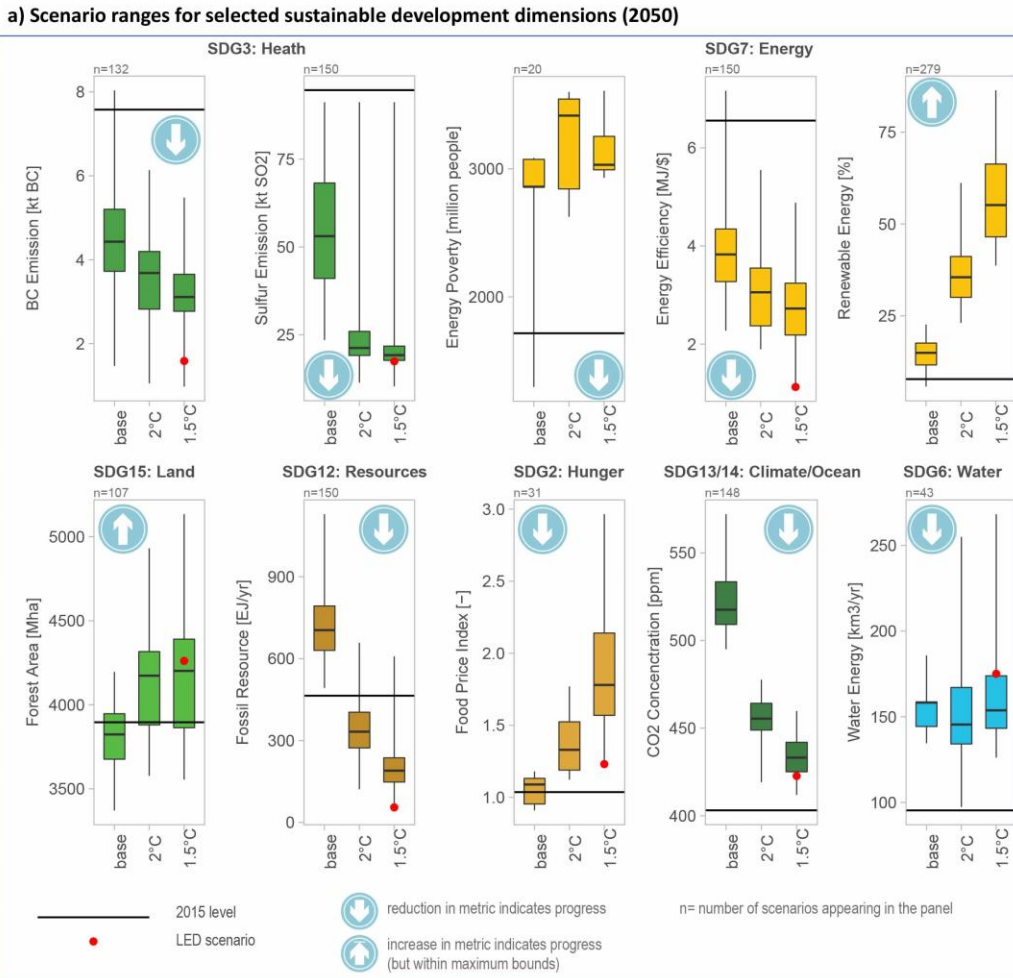 a) Scenario ranges for selected sustainable development dimensions (2050)
SDG3: Heath
SDG7: Energy
n=132
n=150
n=20
n=150
n=279
BC Emission [kt BC]
8
6
4
2
base
2°C
1.5°C
Sulfur Emission [kt SO2]
75
50
25
base
2°C
1.5°C
Energy Poverty [million people]
3000
2000
base
2°C
1.5°C
Energy Efficiency [MJ/$]
6
4
2
base
2°C
1.5°C
Renewable Energy [%]
75
50
25
base
2°C
1.5°C
SDG15: Land
SDG12: Resources
SDG2: Hunger
SDG13/14: Climate/Ocean
SDG6: Water
n=107
n=150
n=31
n=148
n=43
Forest Area [Mha]
5000
4500
4000
3500
base
2°C
1.5°C
Fossil Resource [EJ/yr]
900
600
300
0
base
2°C
1.5°C
Food Price Index [−]
3.0
2.5
2.0
1.5
1.0
base
2°C
1.5°C
CO2 Concenctration [ppm]
550
500
450
400
base
2°C
1.5°C
Water Energy [km3/yr]
250
200
150
100
base
2°C
1.5°C
2015 level
LED scenario
reduction in metric indicates progress
increase in metric indicates progress
(but within maximum bounds)
n= number of scenarios appearing in the panel